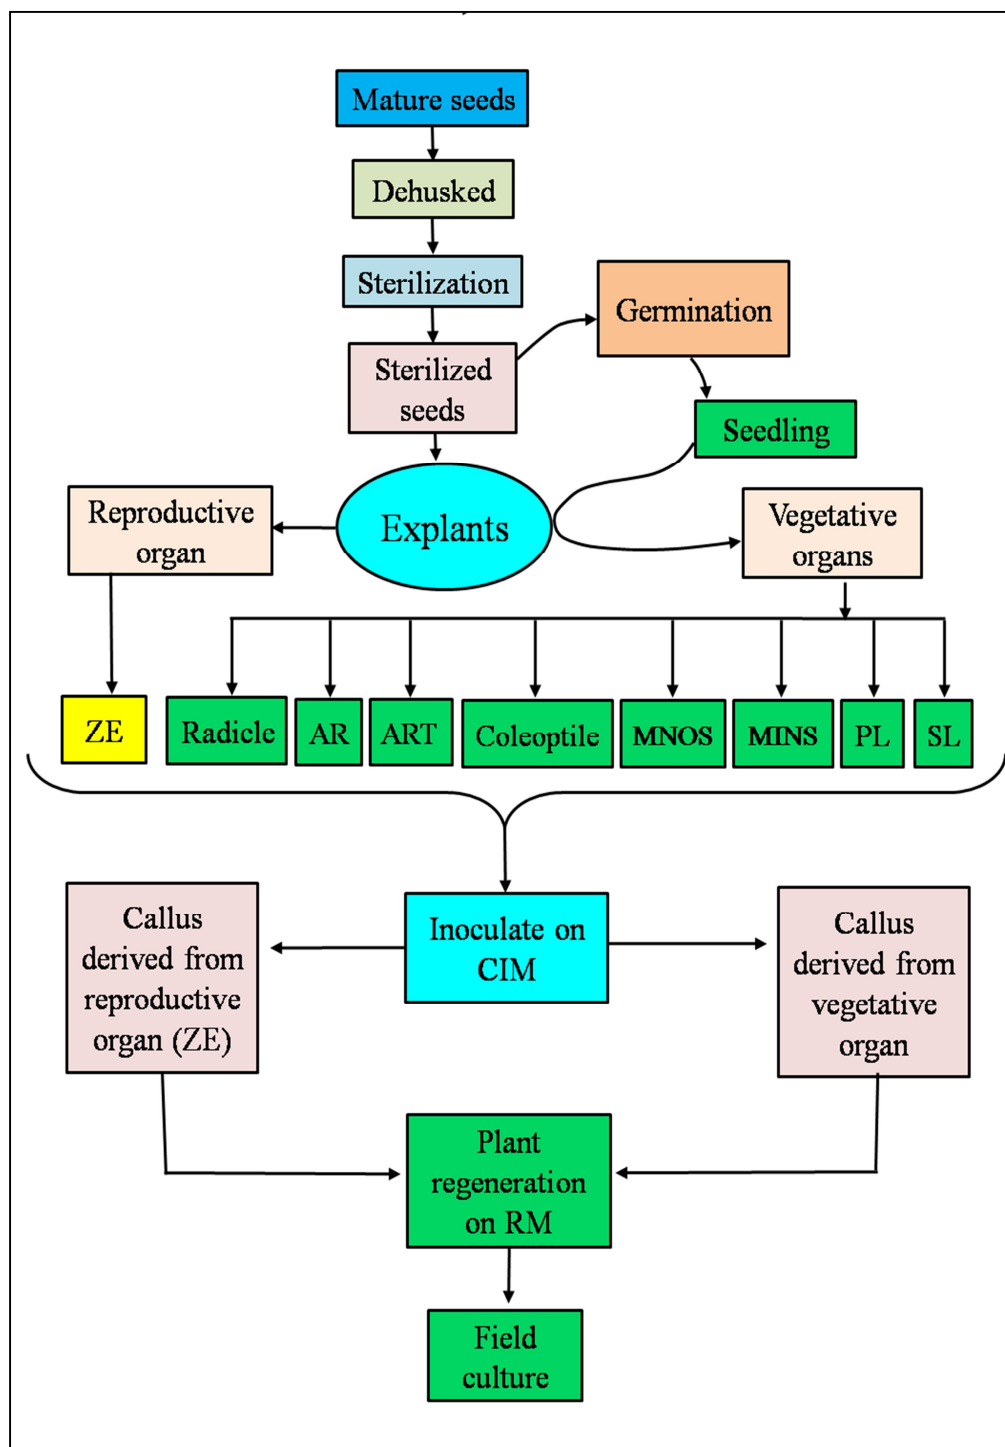 Mature seeds
Dehusked
Sterilization
Germination
Sterilized
seeds
Seedling
Reproductive
organ
Explants
Vegetative
organs
ZE
Radicle
AR
ART
Coleoptile
MNOS
MINS
PL
SL
Callus
derived from
reproductive
organ (ZE)
Inoculate on
CIM
Callus
derived from
vegetative
organ
Plant
regeneration
on RM
Field
culture